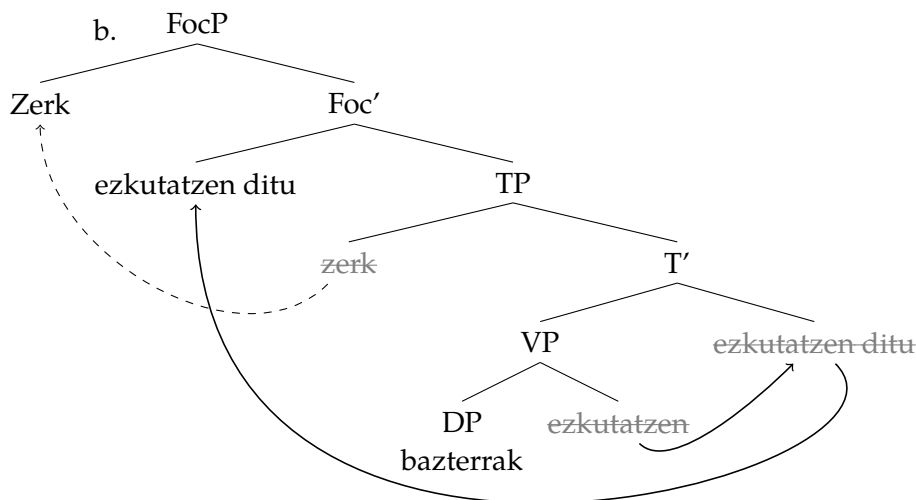 b. FocP
Zerk Foc’
ezkutatzen ditu TP
zerk T’
VP ezkutatzen ditu
DP ezkutatzen
bazterrak